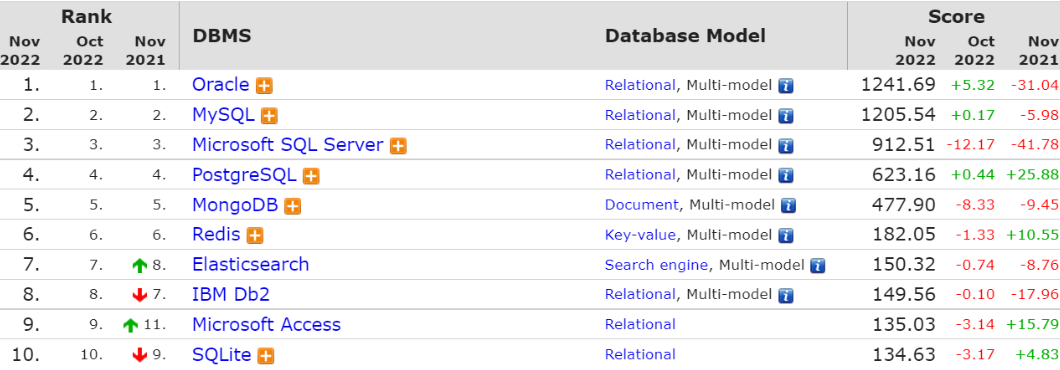 Rank DBMS Database Model Score
Nov 2022 Oct 2022 Nov 2021 Nov 2022 Oct 2022 Nov 2021
1. 1. 1. Oracle Relational, Multi-model 1241.69 +5.32 -31.04
2. 2. 2. MySQL Relational, Multi-model 1205.54 +0.17 -5.98
3. 3. 3. Microsoft SQL Server Relational, Multi-model 912.51 -12.17 -41.78
4. 4. 4. PostgreSQL Relational, Multi-model 623.16 +0.44 +25.88
5. 5. 5. MongoDB Document, Multi-model 477.90 -8.33 -9.45
6. 6. 6. Redis Key-value, Multi-model 182.05 -1.33 +10.55
7. 7. 8. Elasticsearch Search engine, Multi-model 150.32 -0.74 -8.76
8. 8. 7. IBM Db2 Relational, Multi-model 149.56 -0.10 -17.96
9. 9. 11. Microsoft Access Relational 135.03 -3.14 +15.79
10. 10. 9. SQLite Relational 134.63 -3.17 +4.83